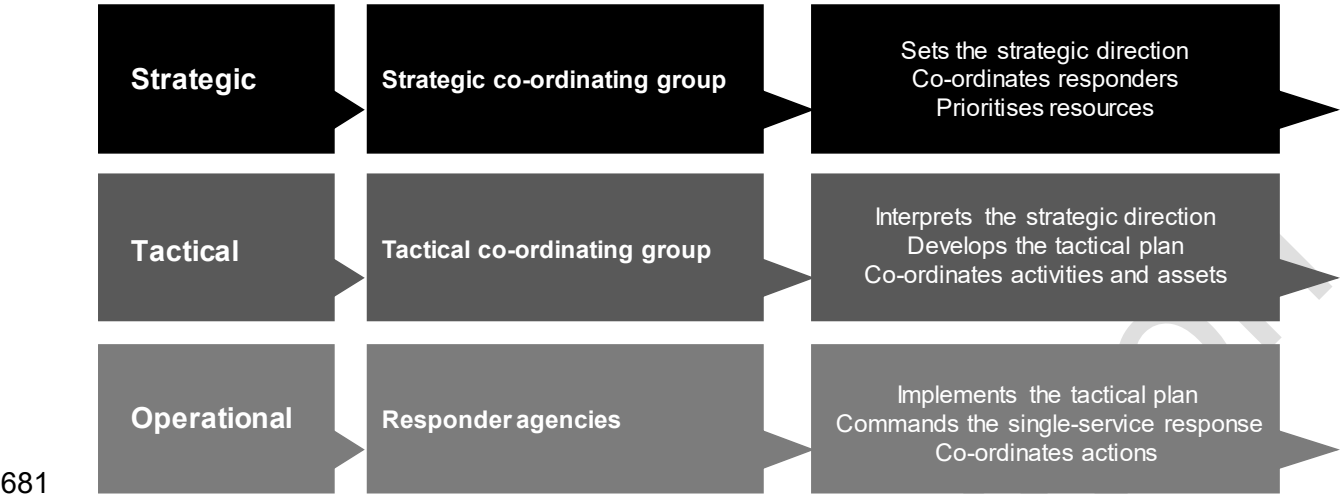 Strategic
Strategic co-ordinating group
Sets the strategic direction
Co-ordinates responders
Prioritises resources
Tactical
Tactical co-ordinating group
Interprets the strategic direction
Develops the tactical plan
Co-ordinates activities and assets
Operational
Responder agencies
Implements the tactical plan
Commands the single-service response
Co-ordinates actions
681